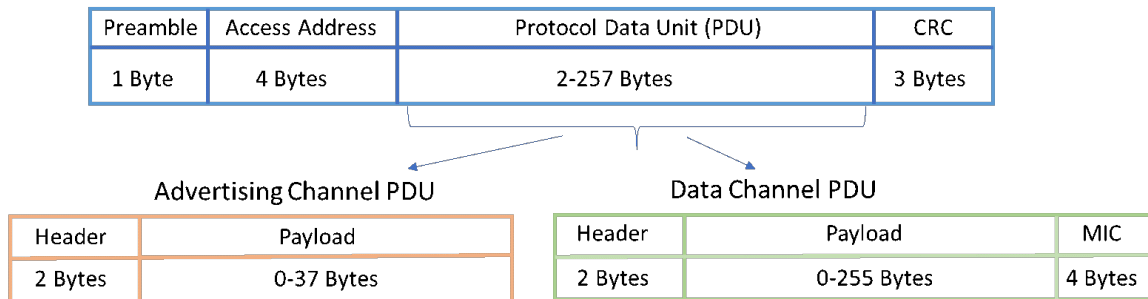 Preamble Access Address Protocol Data Unit (PDU) CRC
1 Byte 4 Bytes 2-257 Bytes 3 Bytes
Advertising Channel PDU Data Channel PDU
Header Payload Header Payload MIC
2 Bytes 0-37 Bytes 2 Bytes 0-255 Bytes 4 Bytes